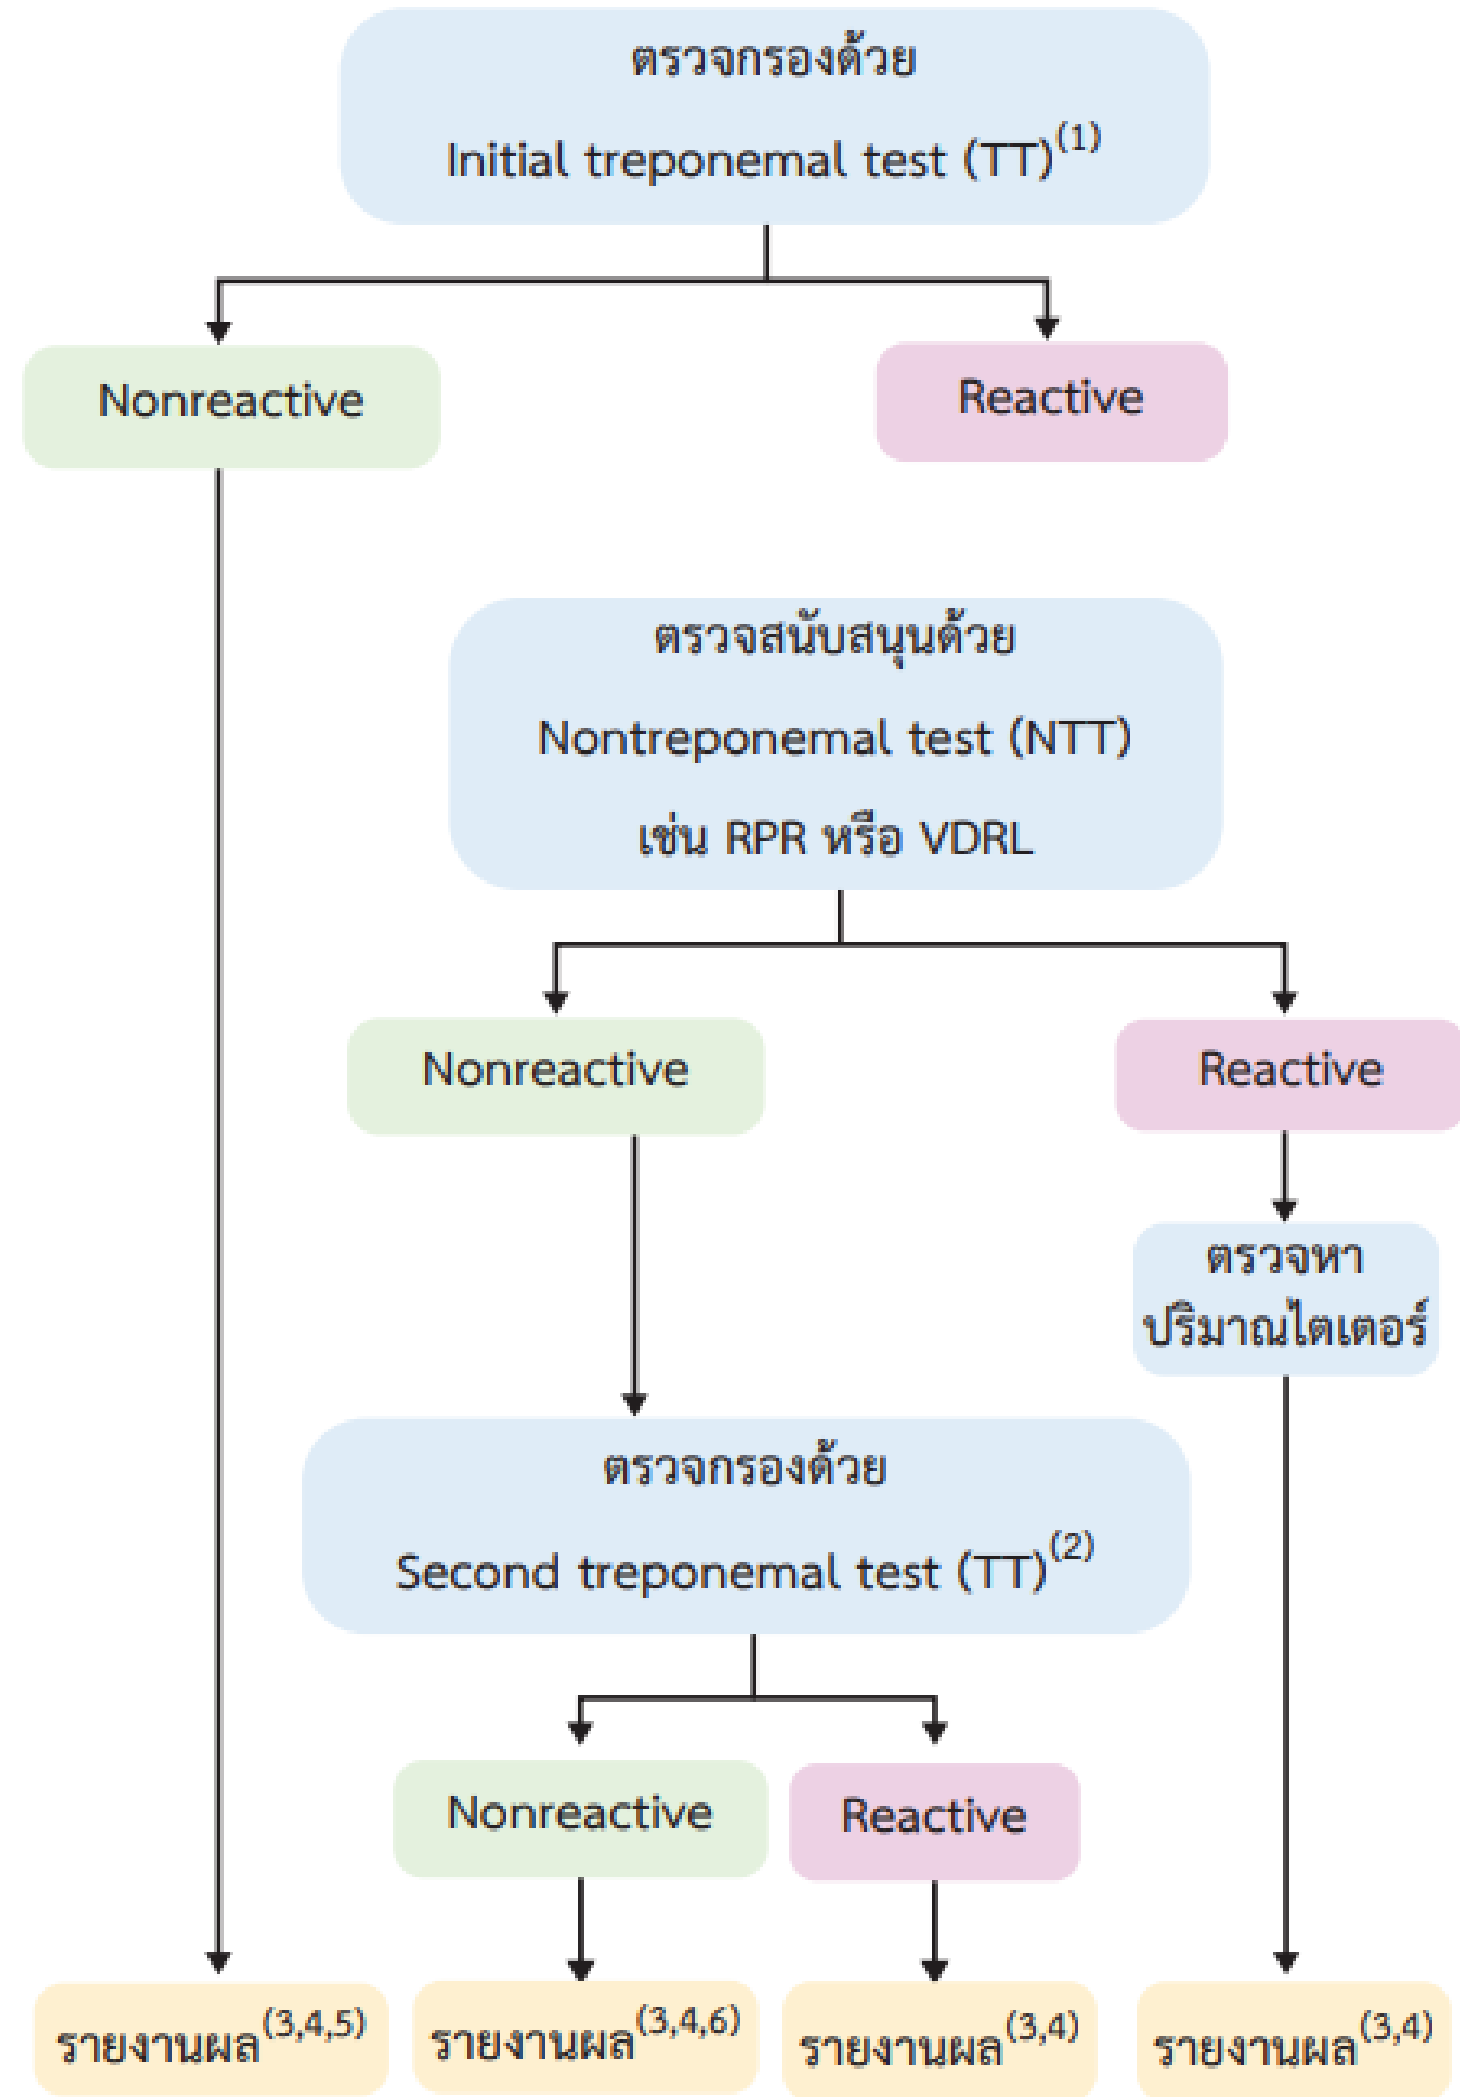 ตรวจกรองด้วย
Initial treponemal test (TT)(1)
Nonreactive
Reactive
ตรวจสนับสนุนด้วย
Nontreponemal test (NTT)
เช่น RPR หรือ VDRL
Nonreactive
Reactive
ตรวจหา
ปริมาณไตเตอร์
ตรวจกรองด้วย
Second treponemal test (TT)(2)
Nonreactive
Reactive
รายงานผล(3,4,5)
รายงานผล(3,4,6)
รายงานผล(3,4)
รายงานผล(3,4)